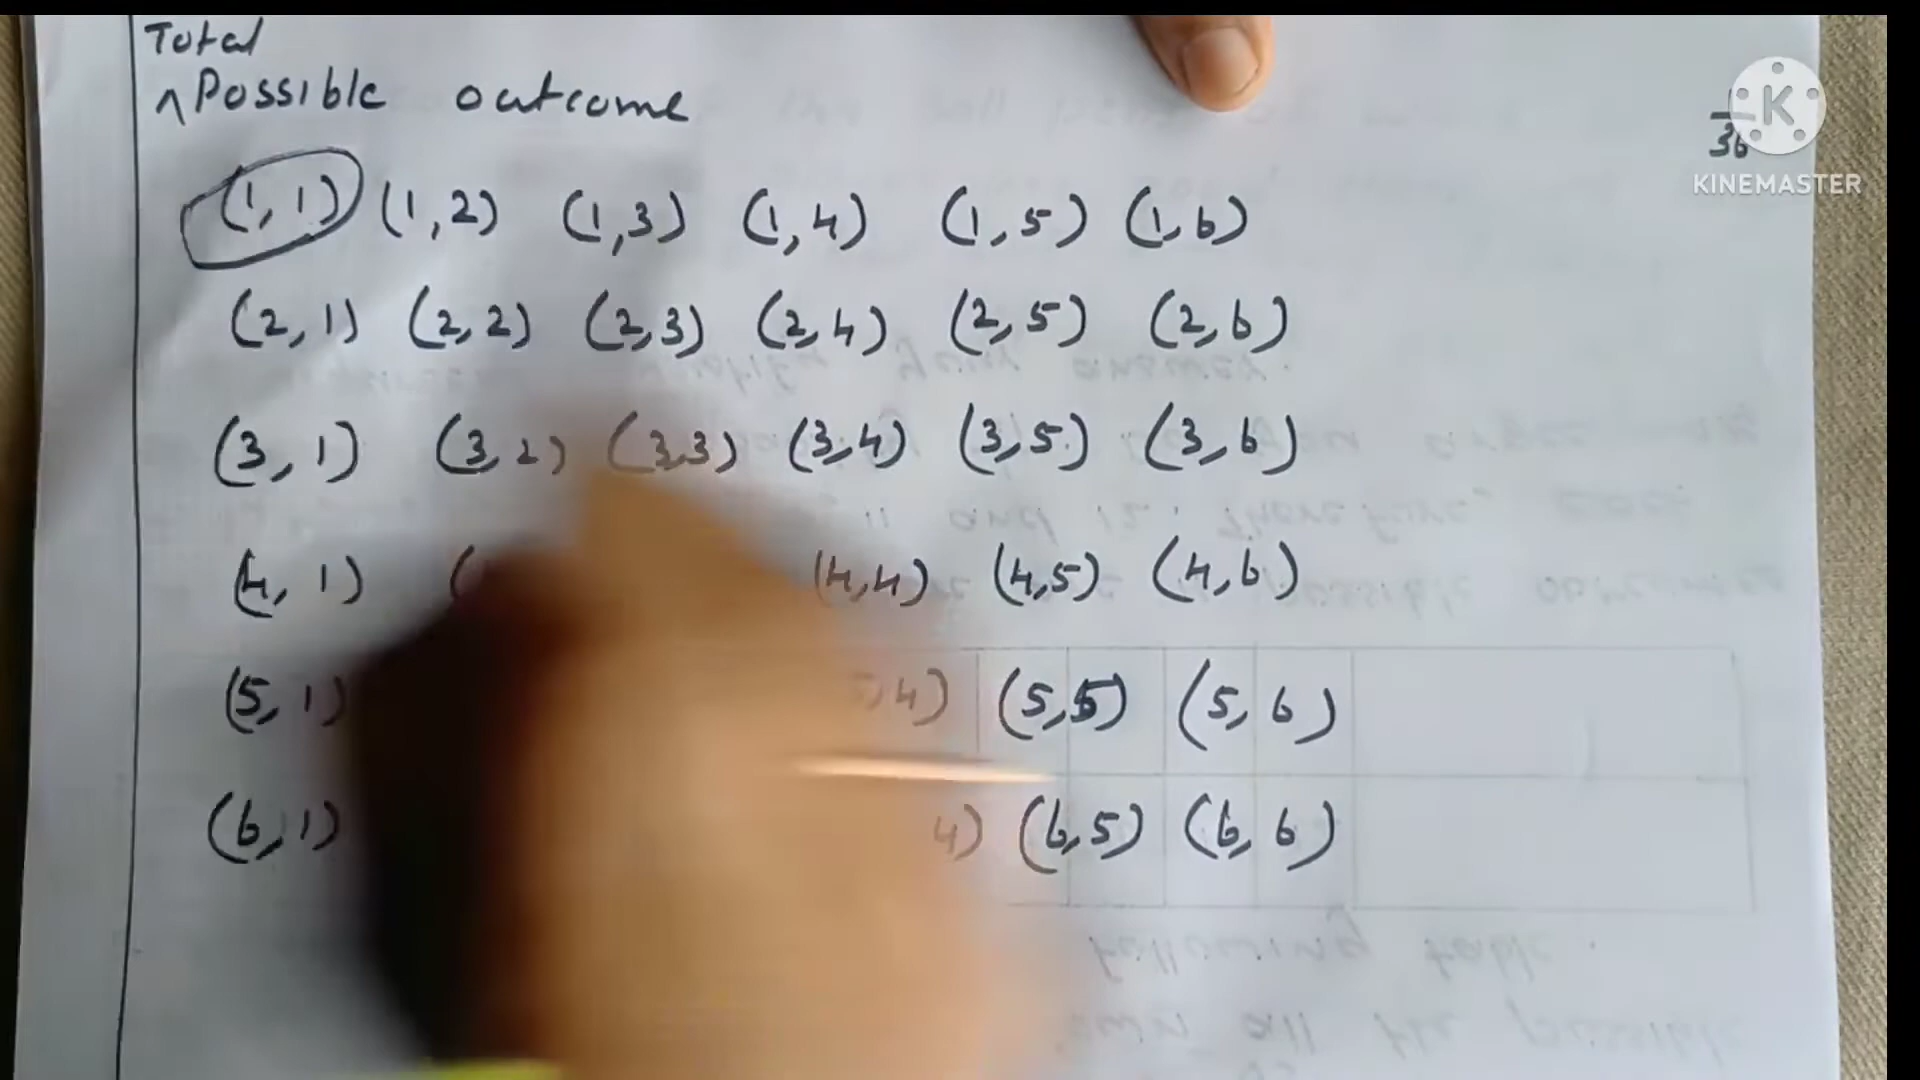 Total
^Possible outcome
36
KINEMASTER
(1, 1) (1, 2) (1, 3) (1, 4) (1, 5) (1, 6)
(2, 1) (2, 2) (2, 3) (2, 4) (2, 5) (2, 6)
(3, 1) (3, 2) (3, 3) (3, 4) (3, 5) (3, 6)
(4, 1) ( (4, 4) (4, 5) (4, 6)
(5, 1) , 4) (5, 5) (5, 6)
(6, 1) 4) (6, 5) (6, 6)